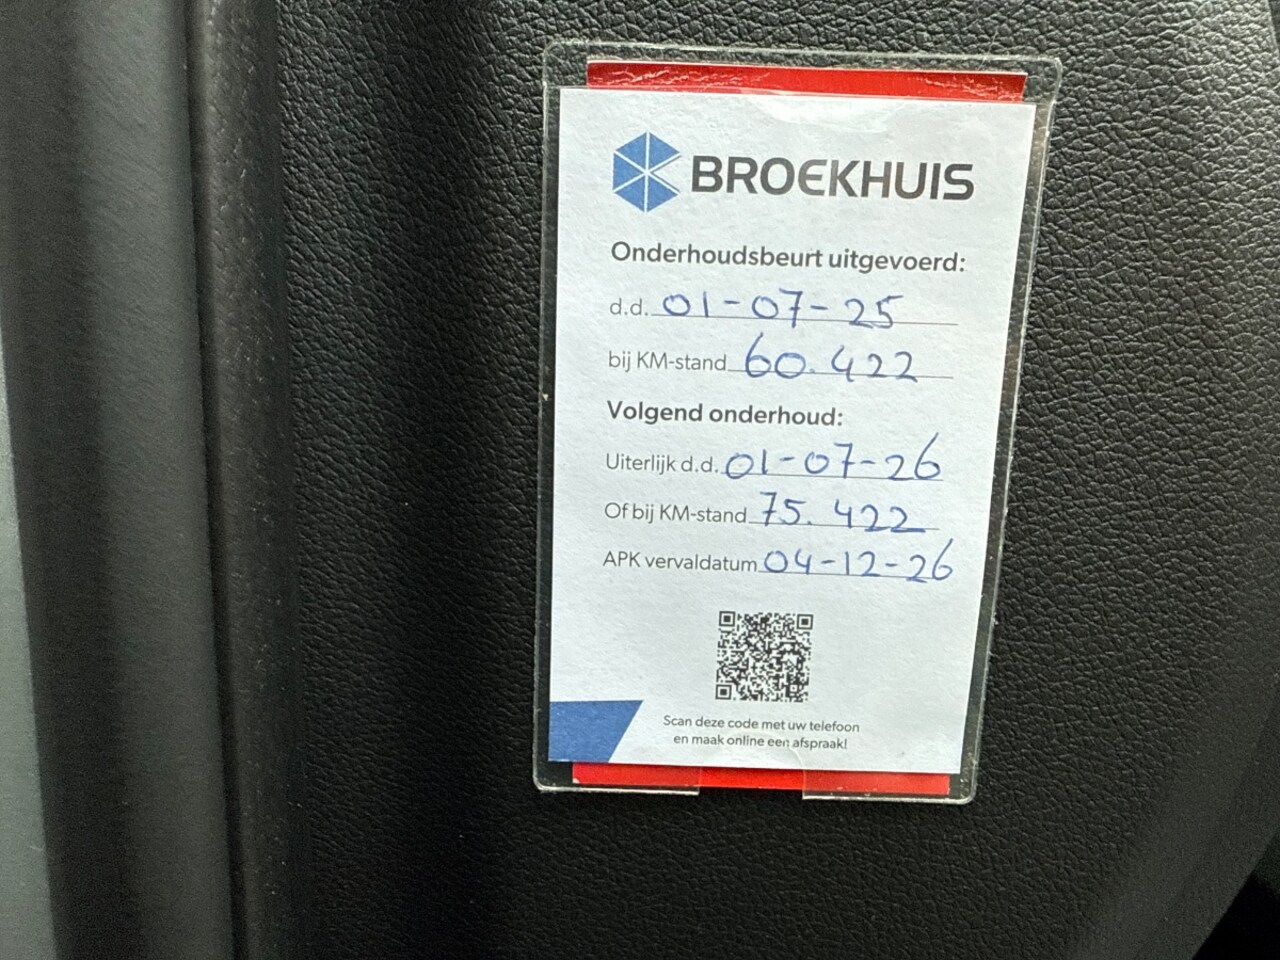 BROEKHUIS
Onderhoudsbeurt uitgevoerd:
d.d. 01-07-25
bij KM-stand 60.422
Volgend onderhoud:
Uiterlijk d.d. 01-07-26
Of bij KM-stand 75.422
APK vervaldatum 04-12-26
Scan deze code met uw telefoon
en maak online een afspraak!